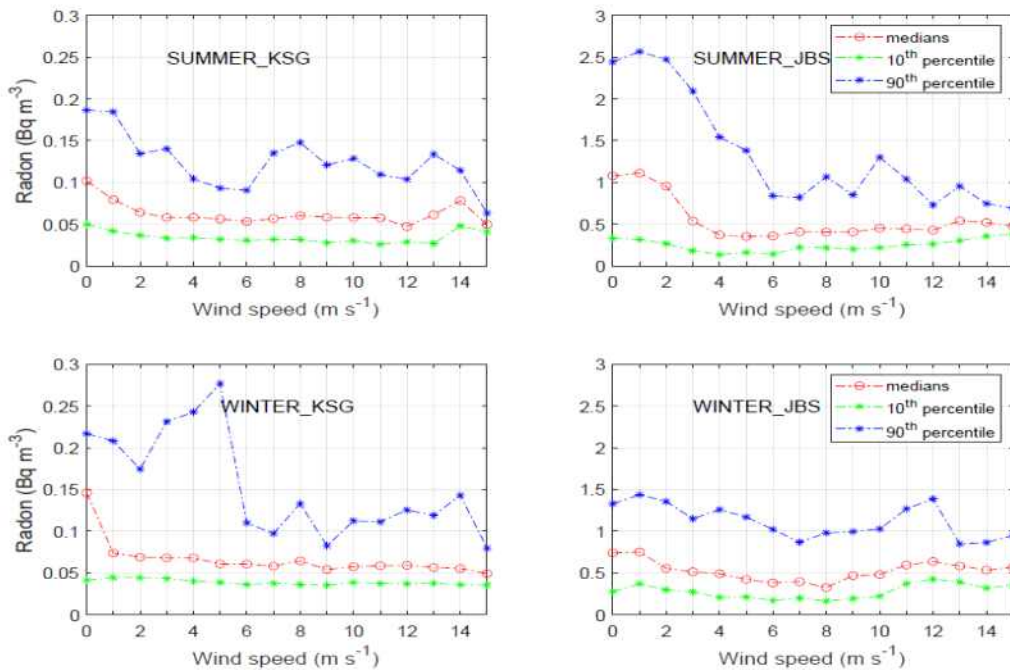 0.3
0.25
0.2
0.15
0.1
0.05
0
SUMMER_KSG
Radon (Bq m-3)
0 2 4 6 8 10 12 14
Wind speed (m s-1)
3
2.5
2
1.5
1
0.5
0
SUMMER_JBS
medians
10th percentile
90th percentile
0 2 4 6 8 10 12 14
Wind speed (m s-1)
0.3
0.25
0.2
0.15
0.1
0.05
0
WINTER_KSG
Radon (Bq m-3)
0 2 4 6 8 10 12 14
Wind speed (m s-1)
3
2.5
2
1.5
1
0.5
0
WINTER_JBS
medians
10th percentile
90th percentile
0 2 4 6 8 10 12 14
Wind speed (m s-1)